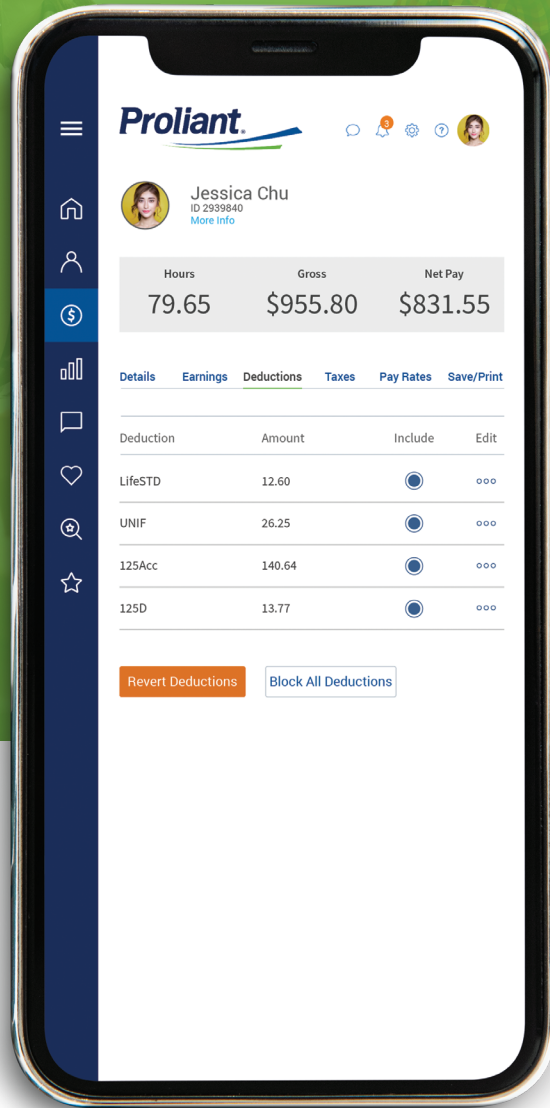 Proliant
3
Jessica Chu
ID 2939840
More Info
Hours Gross Net Pay
79.65 $955.80 $831.55
Details Earnings Deductions Taxes Pay Rates Save/Print
Deduction Amount Include Edit
LifeSTD 12.60
UNIF 26.25
125Acc 140.64
125D 13.77
Revert Deductions Block All Deductions